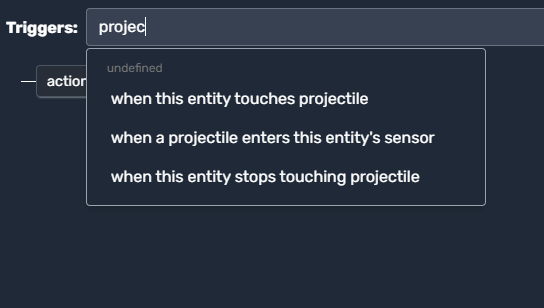 Triggers: projec
undefined
action
when this entity touches projectile
when a projectile enters this entity's sensor
when this entity stops touching projectile